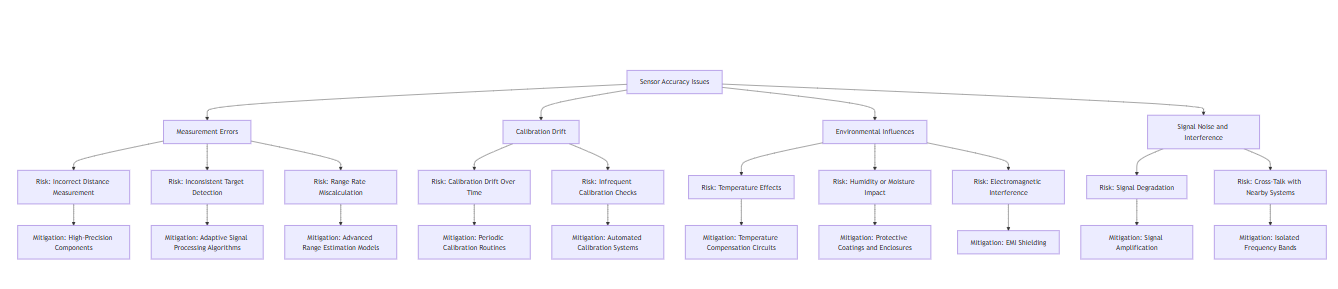 Sensor Accuracy Issues
Measurement Errors
Calibration Drift
Environmental Influences
Signal Noise and
Interference
Risk: Incorrect Distance
Measurement
Risk: Inconsistent Target
Detection
Risk: Range Rate
Miscalculation
Risk: Calibration Drift Over
Time
Risk: Infrequent
Calibration Checks
Risk: Temperature Effects
Risk: Humidity or Moisture
Impact
Risk: Electromagnetic
Interference
Risk: Signal Degradation
Risk: Cross-Talk with
Nearby Systems
Mitigation: High-Precision
Components
Mitigation: Adaptive Signal
Processing Algorithms
Mitigation: Advanced
Range Estimation Models
Mitigation: Periodic
Calibration Routines
Mitigation: Automated
Calibration Systems
Mitigation: Temperature
Compensation Circuits
Mitigation: Protective
Coatings and Enclosures
Mitigation: EMI Shielding
Mitigation: Signal
Amplification
Mitigation: Isolated
Frequency Bands